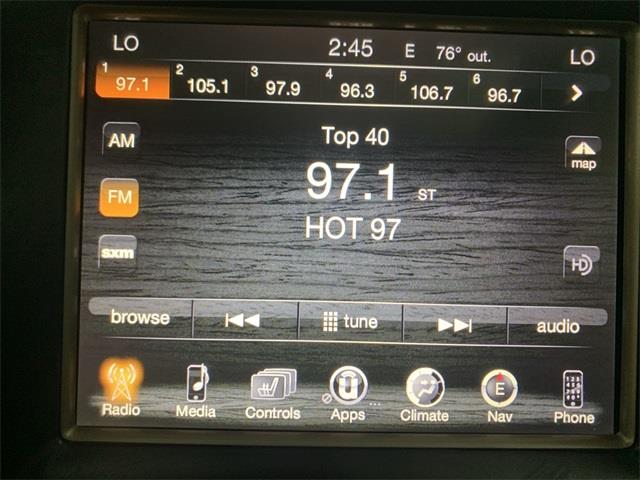 LO 2:45 E 76° out. LO
1 97.1 2 105.1 3 97.9 4 96.3 5 106.7 6 96.7 >
AM Top 40 map
FM 97.1 ST
HOT 97
sxm HD
browse tune audio
Radio Media Controls Apps ... Climate E Nav Phone